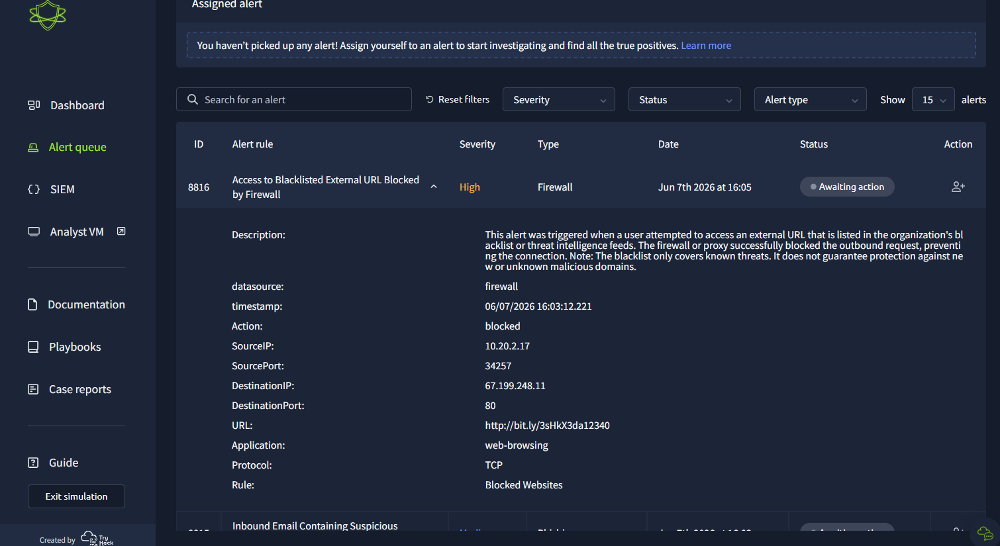 Assigned alert
You haven't picked up any alert! Assign yourself to an alert to start investigating and find all the true positives. Learn more
Search for an alert
Reset filters
Severity
Status
Alert type
Show 15 alerts
Dashboard
Alert queue
SIEM
Analyst VM
Documentation
Playbooks
Case reports
Guide
Exit simulation
Created by Try Hack
ID Alert rule Severity Type Date Status Action
8816 Access to Blacklisted External URL Blocked High Firewall Jun 7th 2026 at 16:05 Awaiting action
by Firewall
Description: This alert was triggered when a user attempted to access an external URL that is listed in the organization's bl
acklist or threat intelligence feeds. The firewall or proxy successfully blocked the outbound request, preventi
ng the connection. Note: The blacklist only covers known threats. It does not guarantee protection against ne
w or unknown malicious domains.
datasource: firewall
timestamp: 06/07/2026 16:03:12.221
Action: blocked
SourceIP: 10.20.2.17
SourcePort: 34257
DestinationIP: 67.199.248.11
DestinationPort: 80
URL: http://bit.ly/3sHkX3da12340
Application: web-browsing
Protocol: TCP
Rule: Blocked Websites
Inbound Email Containing Suspicious